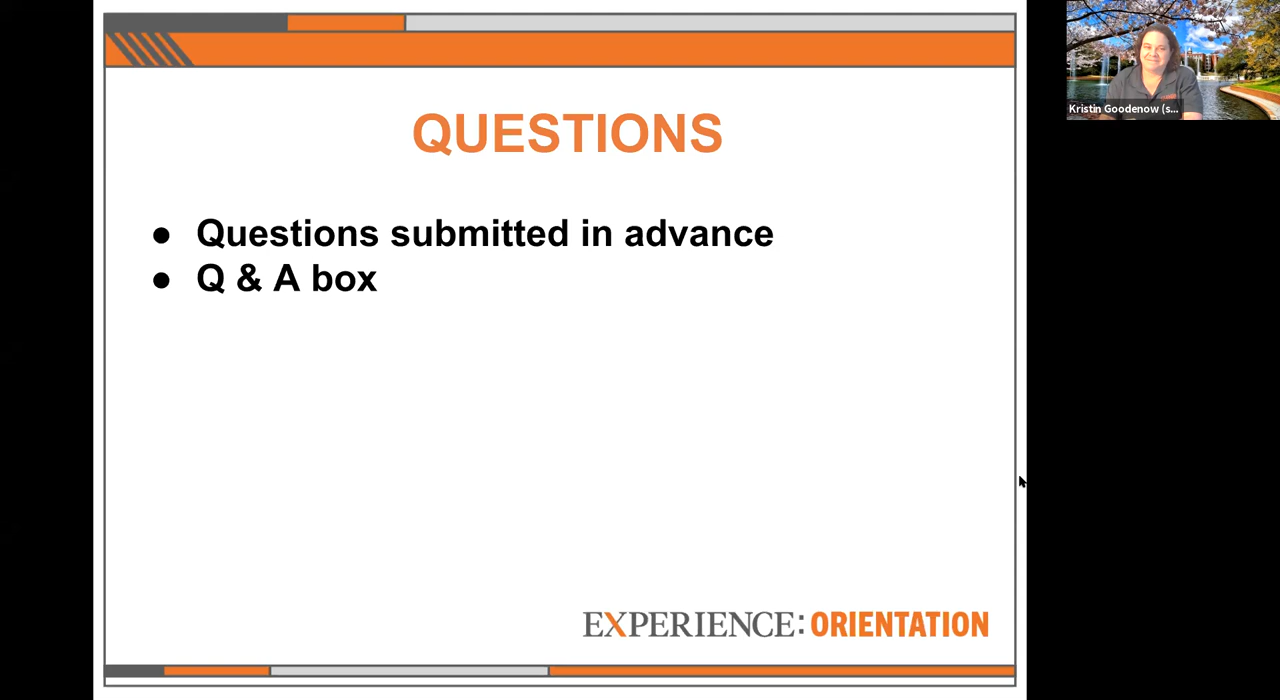 QUESTIONS
Kristin Goodenow (s...
● Questions submitted in advance
● Q & A box
EXPERIENCE: ORIENTATION